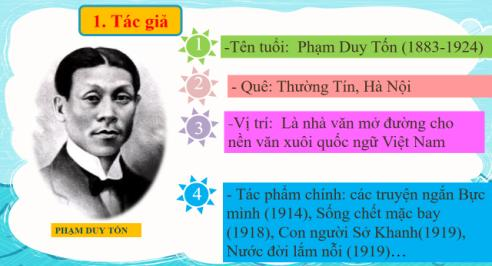 1. Tác giả
1
-Tên tuổi: Phạm Duy Tốn (1883-1924)
2
- Quê: Thường Tín, Hà Nội
3
-Vị trí: Là nhà văn mở đường cho
nền văn xuôi quốc ngữ Việt Nam
4
- Tác phẩm chính: các truyện ngắn Bực
mình (1914), Sống chết mặc bay
(1918), Con người Sở Khanh(1919),
Nước đời lắm nỗi (1919)…
PHẠM DUY TỐN